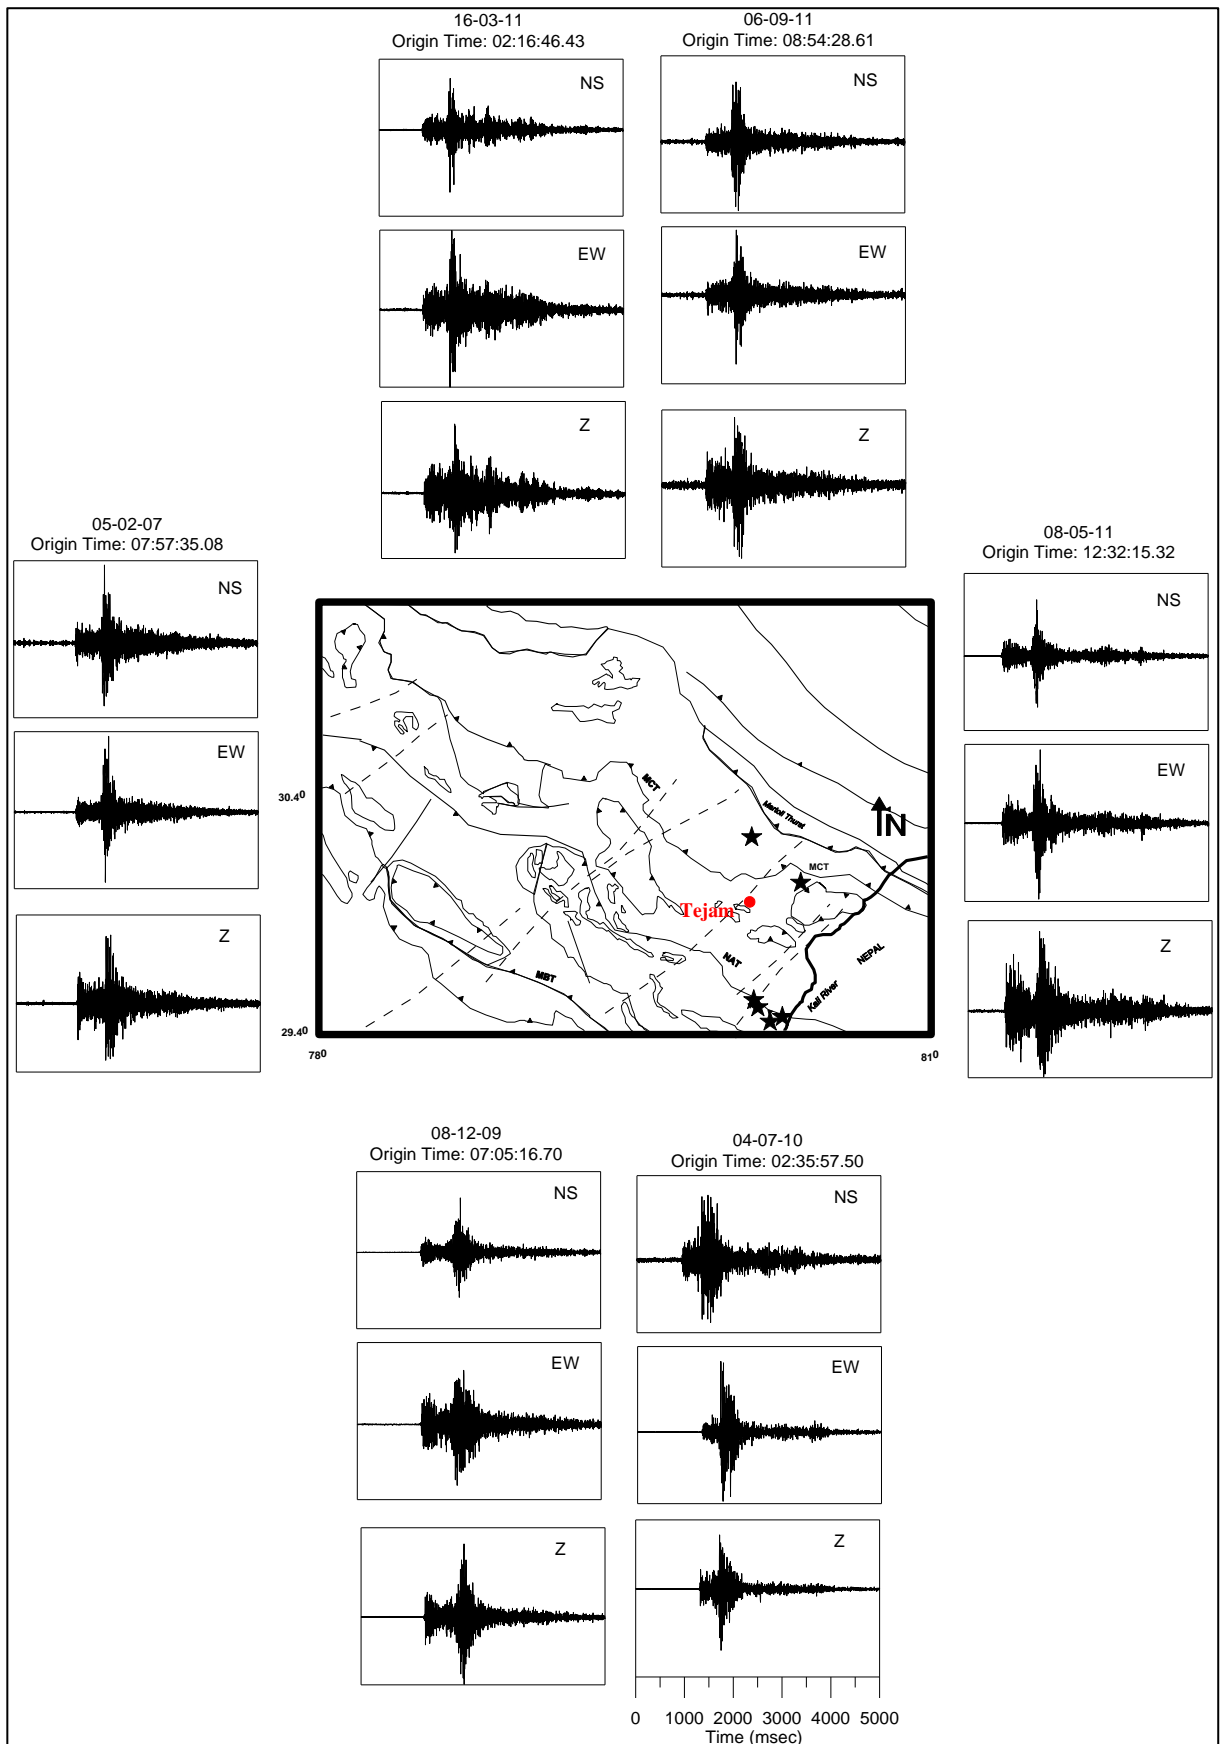 16-03-11
Origin Time: 02:16:46.43
NS
EW
Z
06-09-11
Origin Time: 08:54:28.61
NS
EW
Z
05-02-07
Origin Time: 07:57:35.08
NS
EW
Z
08-05-11
Origin Time: 12:32:15.32
NS
EW
Z
30.4⁰
29.4⁰
78⁰
81⁰
MCT
Martoli Thurst
N
MCT
Tejam
NAT
NEPAL
MBT
Kali River
08-12-09
Origin Time: 07:05:16.70
NS
EW
Z
04-07-10
Origin Time: 02:35:57.50
NS
EW
Z
0 1000 2000 3000 4000 5000
Time (msec)